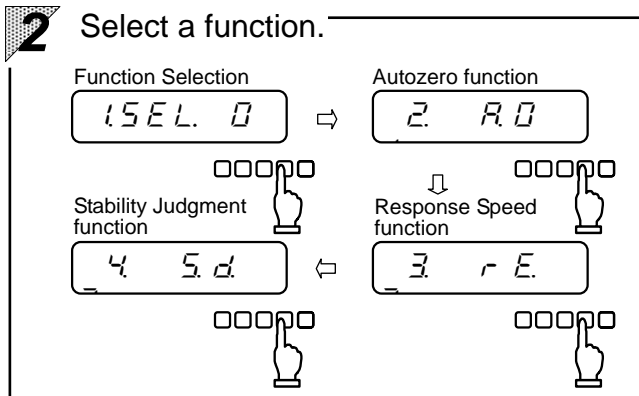 2 Select a function.
Function Selection
1.SEL. 0
Autozero function
2. A.0
Stability Judgment
function
4. S.d.
Response Speed
function
3. r E.